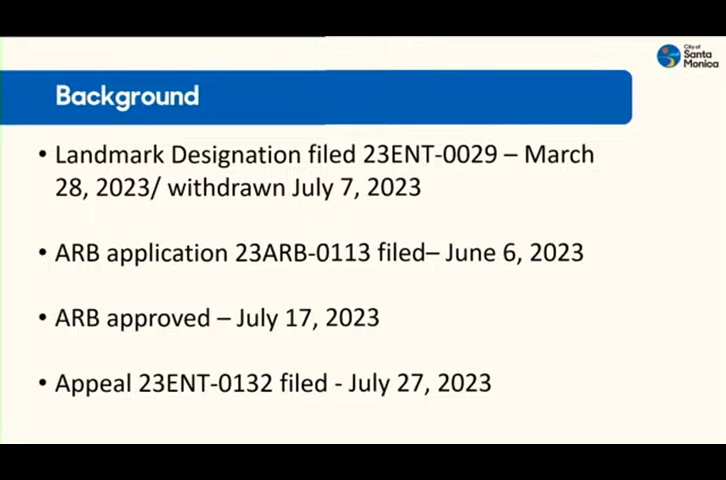 City of
Santa
Monica
Background
• Landmark Designation filed 23ENT-0029 – March
28, 2023/ withdrawn July 7, 2023
• ARB application 23ARB-0113 filed– June 6, 2023
• ARB approved – July 17, 2023
• Appeal 23ENT-0132 filed - July 27, 2023